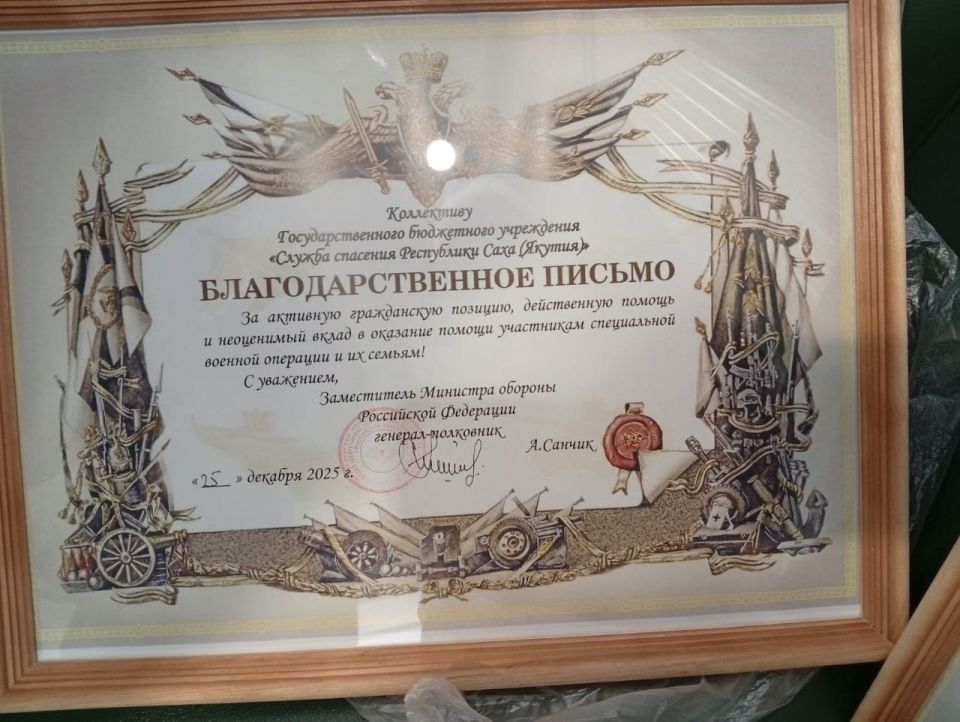 Коллективу
Государственного бюджетного учреждения
«Служба спасения Республики Саха (Якутия)»
БЛАГОДАРСТВЕННОЕ ПИСЬМО
За активную гражданскую позицию, действенную помощь
и неоценимый вклад в оказание помощи участникам специальной
военной операции и их семьям!
С уважением,
Заместитель Министра обороны
Российской Федерации
генерал-полковник
А.Санчик
«25» декабря 2025 г.